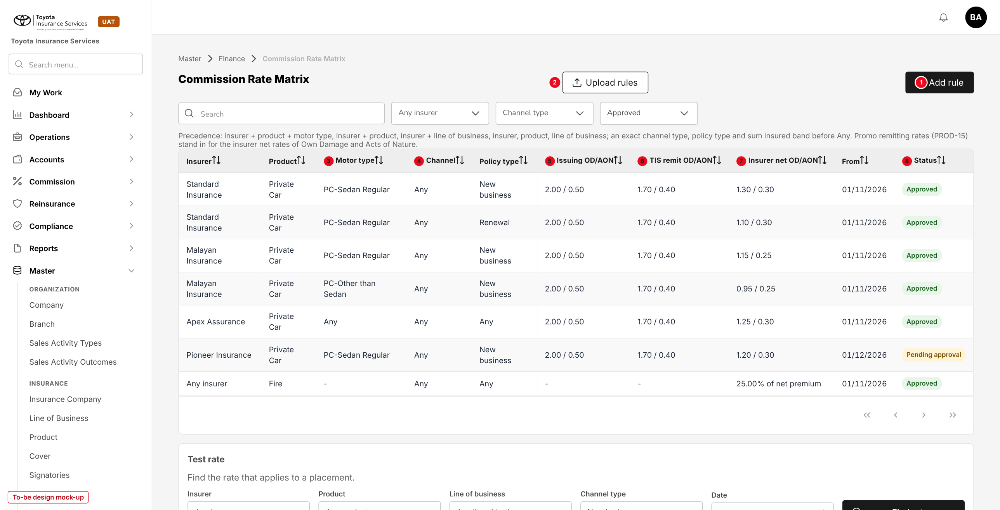 Toyota
Insurance Services
UAT
Toyota Insurance Services
Search menu...
My Work
Dashboard
Operations
Accounts
Commission
Reinsurance
Compliance
Reports
Master
ORGANIZATION
Company
Branch
Sales Activity Types
Sales Activity Outcomes
INSURANCE
Insurance Company
Line of Business
Product
Cover
Signatories
To-be design mock-up
BA
Master Finance Commission Rate Matrix
Commission Rate Matrix
2 Upload rules
1 Add rule
Search
Any insurer
Channel type
Approved
Precedence: insurer + product + motor type, insurer + product, insurer + line of business, insurer, product, line of business; an exact channel type, policy type and sum insured band before Any. Promo remitting rates (PROD-15)
stand in for the insurer net rates of Own Damage and Acts of Nature.
Insurer Product 3 Motor type 4 Channel Policy type 5 Issuing OD/AON 6 TIS remit OD/AON 7 Insurer net OD/AON From 8 Status
Standard Insurance Private Car PC-Sedan Regular Any New business 2.00 / 0.50 1.70 / 0.40 1.30 / 0.30 01/11/2026 Approved
Standard Insurance Private Car PC-Sedan Regular Any Renewal 2.00 / 0.50 1.70 / 0.40 1.10 / 0.30 01/11/2026 Approved
Malayan Insurance Private Car PC-Sedan Regular Any New business 2.00 / 0.50 1.70 / 0.40 1.15 / 0.25 01/11/2026 Approved
Malayan Insurance Private Car PC-Other than Sedan Any New business 2.00 / 0.50 1.70 / 0.40 0.95 / 0.25 01/11/2026 Approved
Apex Assurance Private Car Any Any Any 2.00 / 0.50 1.70 / 0.40 1.25 / 0.30 01/11/2026 Approved
Pioneer Insurance Private Car PC-Sedan Regular Any New business 2.00 / 0.50 1.70 / 0.40 1.20 / 0.30 01/12/2026 Pending approval
Any insurer Fire - Any Any - - 25.00% of net premium 01/11/2026 Approved
Test rate
Find the rate that applies to a placement.
Insurer
Product
Line of business
Channel type
Date